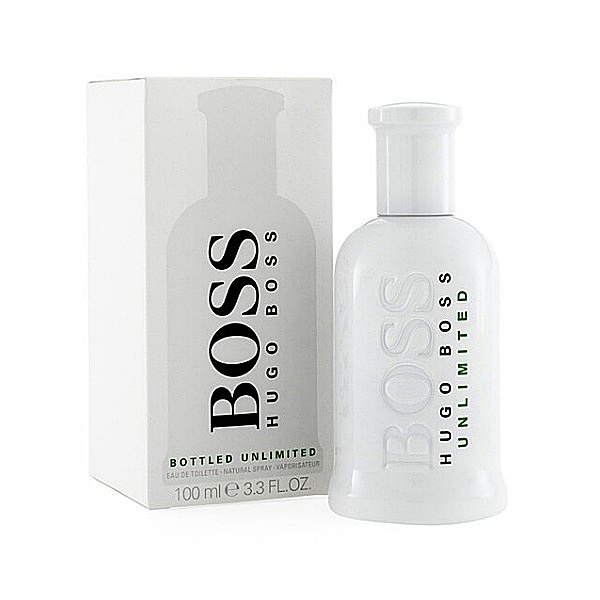 BOSS
HUGO BOSS
BOTTLED UNLIMITED
EAU DE TOILETTE · NATURAL SPRAY · VAPORISATEUR
100 ml ℮ 3.3 FL.OZ.
BOSS
HUGO BOSS
UNLIMITED